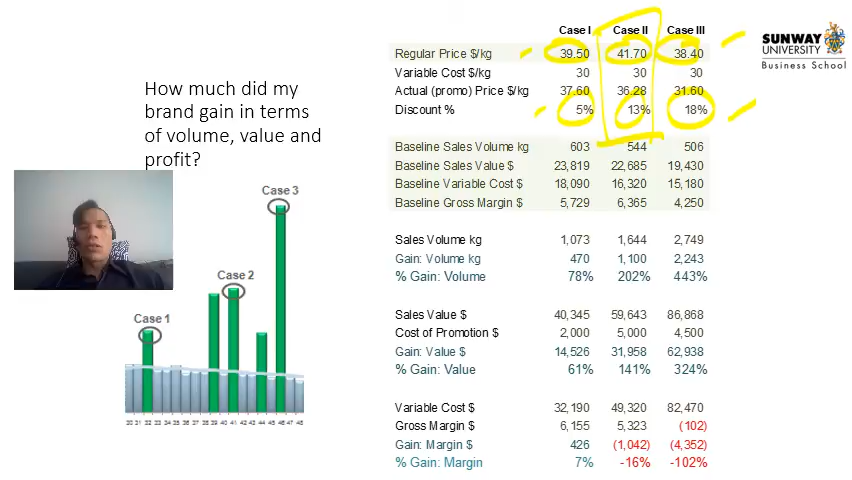 How much did my
brand gain in terms
of volume, value and
profit?
Case 3
Case 2
Case 1
Case I Case II Case III
Regular Price $/kg 39.50 41.70 38.40
Variable Cost $/kg 30 30 30
Actual (promo) Price $/kg 37.60 36.28 31.60
Discount % 5% 13% 18%
Baseline Sales Volume kg 603 544 506
Baseline Sales Value $ 23,819 22,685 19,430
Baseline Variable Cost $ 18,090 16,320 15,180
Baseline Gross Margin $ 5,729 6,365 4,250
Sales Volume kg 1,073 1,644 2,749
Gain: Volume kg 470 1,100 2,243
% Gain: Volume 78% 202% 443%
Sales Value $ 40,345 59,643 86,868
Cost of Promotion $ 2,000 5,000 4,500
Gain: Value $ 14,526 31,958 62,938
% Gain: Value 61% 141% 324%
Variable Cost $ 32,190 49,320 82,470
Gross Margin $ 6,155 5,323 (102)
Gain: Margin $ 426 (1,042) (4,352)
% Gain: Margin 7% -16% -102%
SUNWAY
UNIVERSITY
Business School